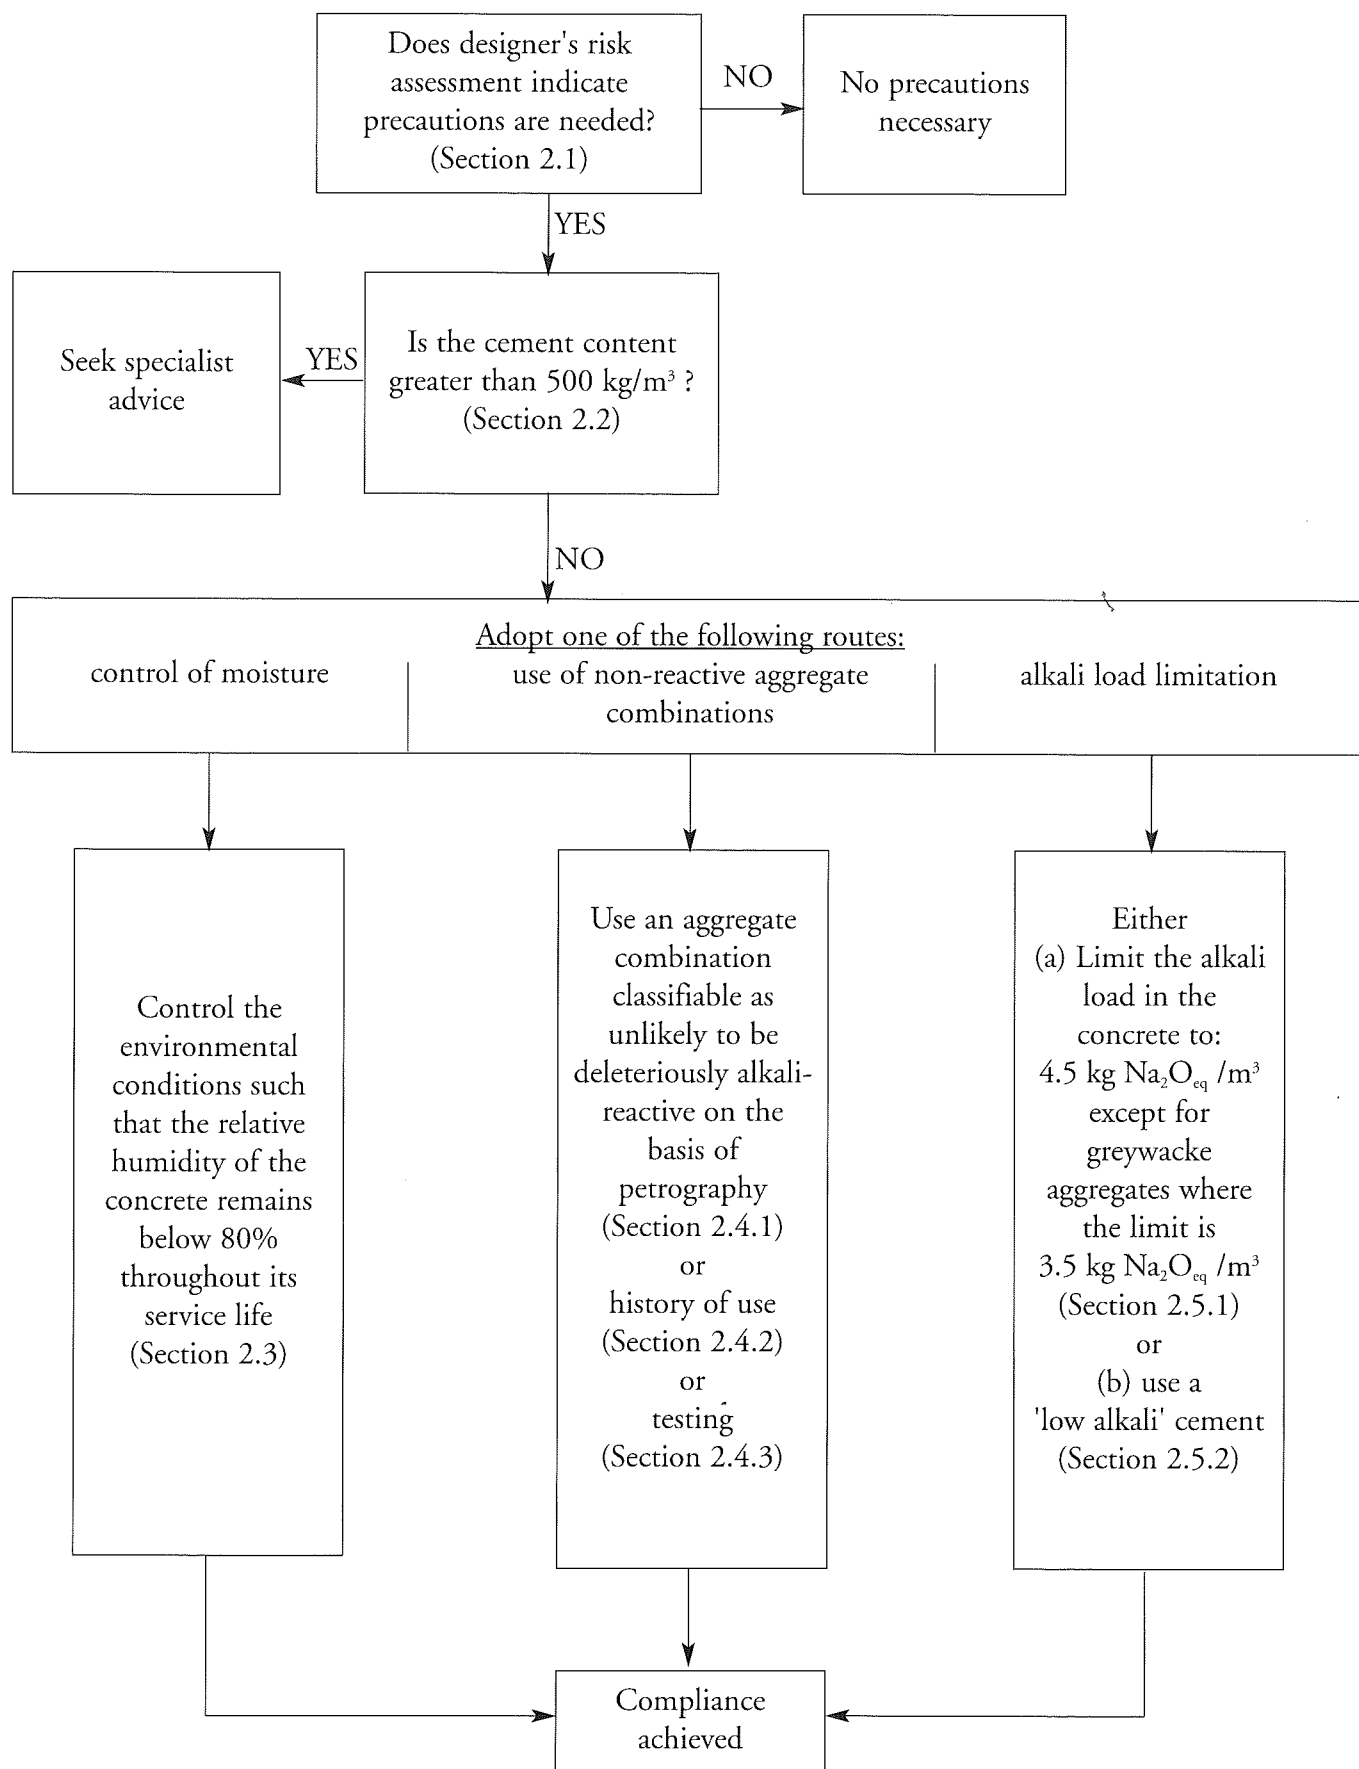 Does designer's risk
assessment indicate
precautions are needed?
(Section 2.1)
NO
No precautions
necessary
YES
Seek specialist
advice
YES
Is the cement content
greater than 500 kg/m³ ?
(Section 2.2)
NO
Adopt one of the following routes:
control of moisture
use of non-reactive aggregate
combinations
alkali load limitation
Control the
environmental
conditions such
that the relative
humidity of the
concrete remains
below 80%
throughout its
service life
(Section 2.3)
Use an aggregate
combination
classifiable as
unlikely to be
deleteriously alkali-
reactive on the
basis of
petrography
(Section 2.4.1)
or
history of use
(Section 2.4.2)
or
testing
(Section 2.4.3)
Either
(a) Limit the alkali
load in the
concrete to:
4.5 kg Na₂Oeq /m³
except for
greywacke
aggregates where
the limit is
3.5 kg Na₂Oeq /m³
(Section 2.5.1)
or
(b) use a
'low alkali' cement
(Section 2.5.2)
Compliance
achieved